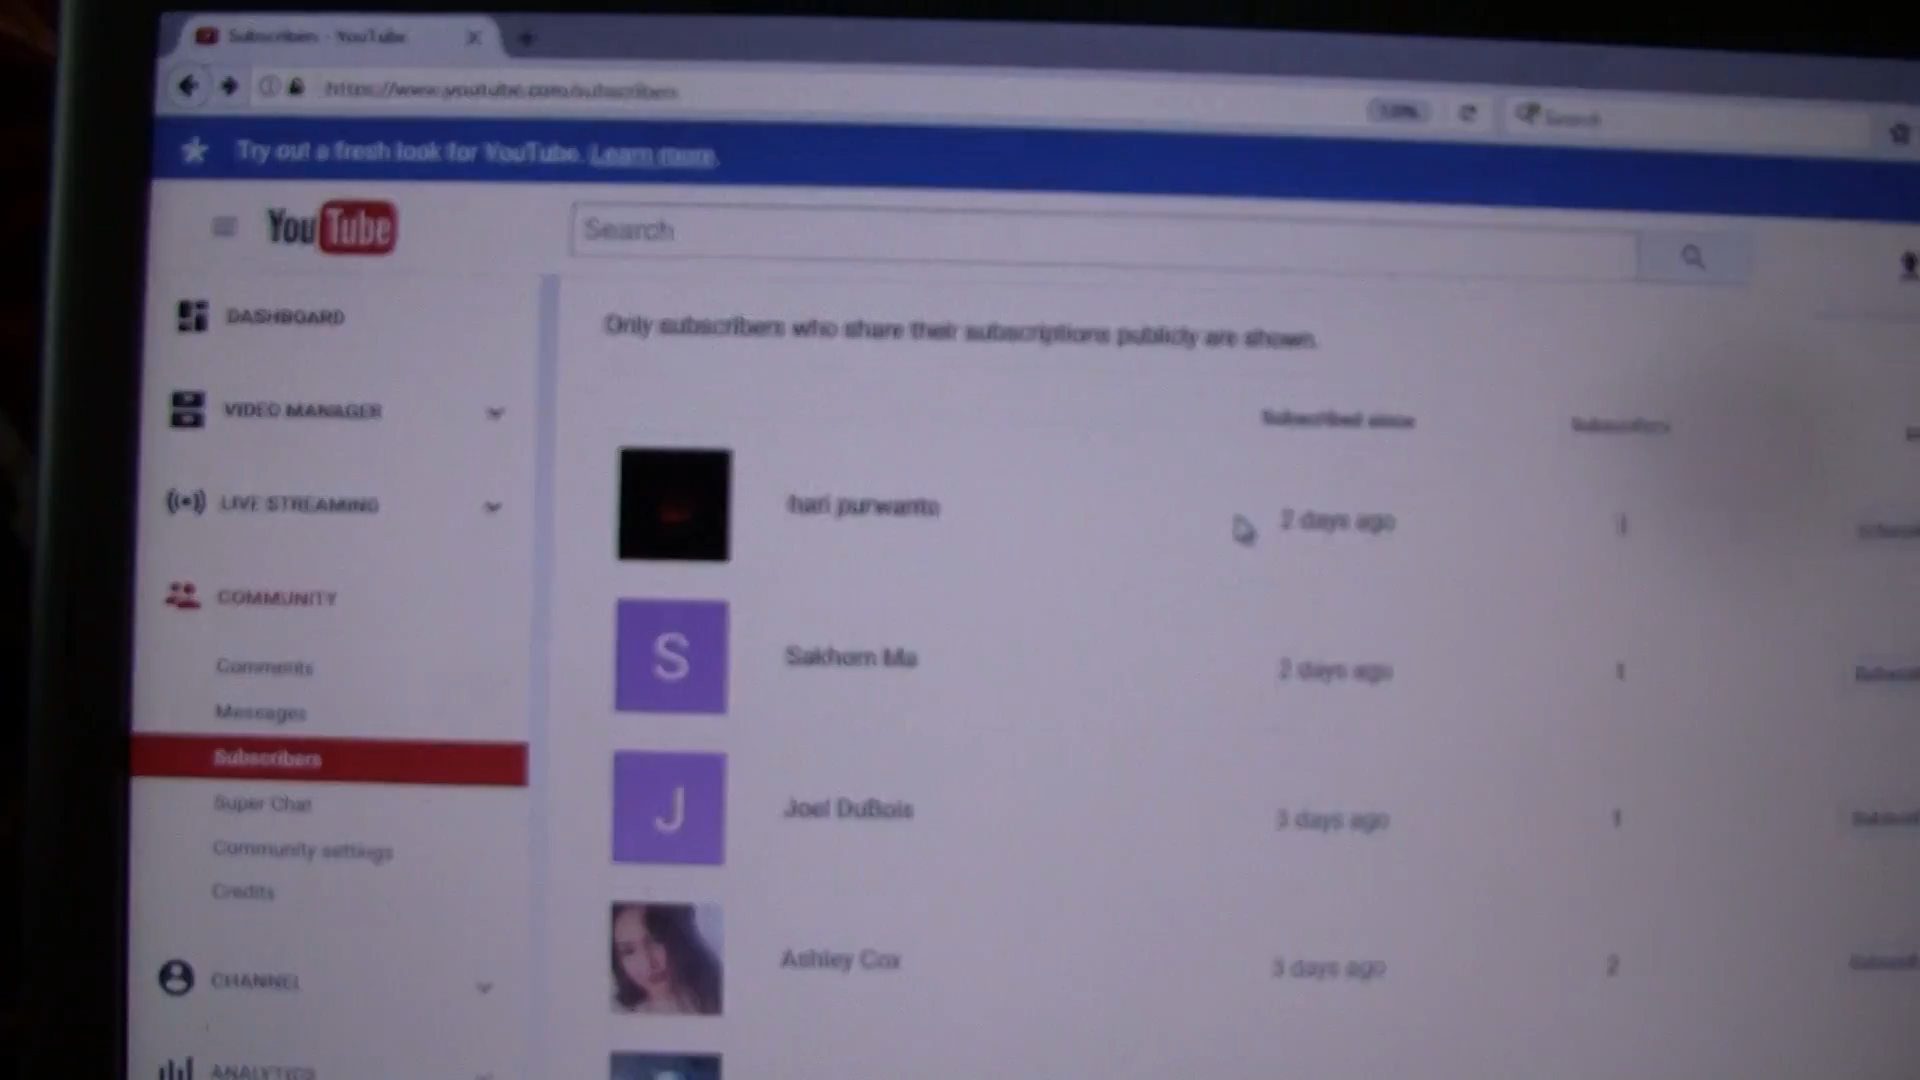 Subscribers - YouTube
https://www.youtube.com/subscribers
Search
Try out a fresh look for YouTube. Learn more.
YouTube
Search
DASHBOARD
VIDEO MANAGER
LIVE STREAMING
COMMUNITY
Comments
Messages
Subscribers
Super Chat
Community settings
Credits
CHANNEL
ANALYTICS
Only subscribers who share their subscriptions publicly are shown.
Subscribed since
Subscribers
hari purwanto
2 days ago
1
S
Sakhorn Ma
2 days ago
1
J
Joel DuBois
3 days ago
1
Ashley Cox
3 days ago
2